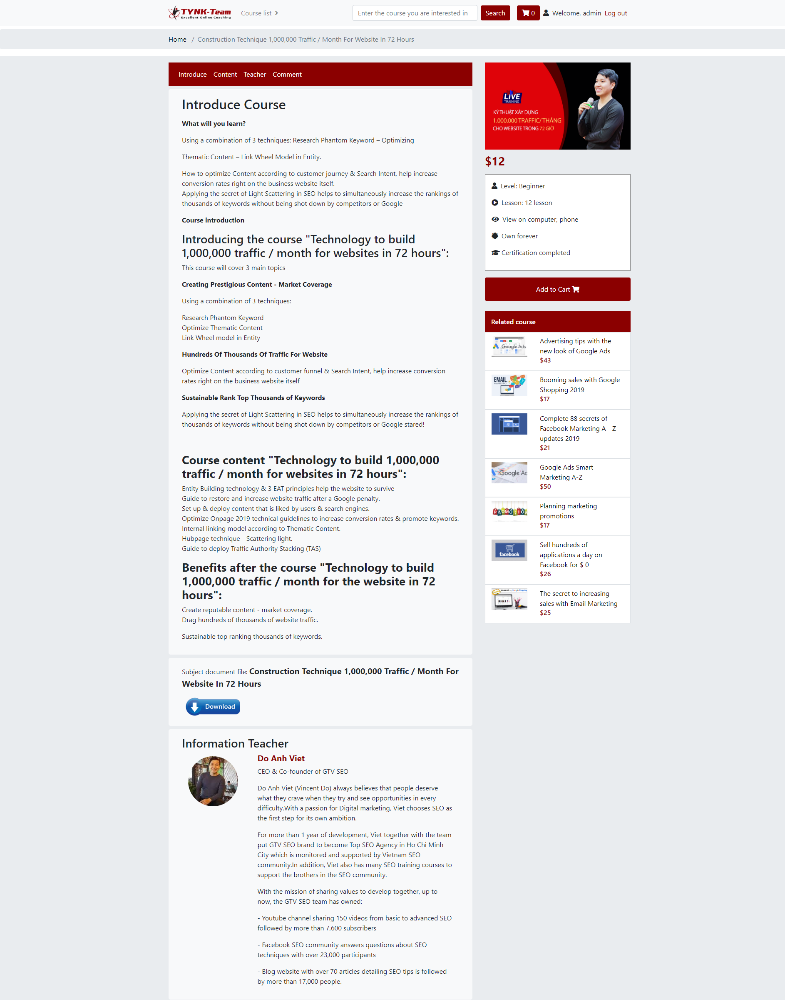 TYNK-Team
Excellent Online Coaching
Course list
Enter the course you are interested in
Search
0
Welcome, admin
Log out
Home / Construction Technique 1,000,000 Traffic / Month For Website In 72 Hours
Introduce Content Teacher Comment
Introduce Course
What will you learn?
Using a combination of 3 techniques: Research Phantom Keyword – Optimizing
Thematic Content – Link Wheel Model in Entity.
How to optimize Content according to customer journey & Search Intent, help increase
conversion rates right on the business website itself.
Applying the secret of Light Scattering in SEO helps to simultaneously increase the rankings of
thousands of keywords without being shot down by competitors or Google
Course introduction
Introducing the course "Technology to build
1,000,000 traffic / month for websites in 72 hours":
This course will cover 3 main topics
Creating Prestigious Content - Market Coverage
Using a combination of 3 techniques:
Research Phantom Keyword
Optimize Thematic Content
Link Wheel model in Entity
Hundreds Of Thousands Of Traffic For Website
Optimize Content according to customer funnel & Search Intent, help increase conversion
rates right on the business website itself
Sustainable Rank Top Thousands of Keywords
Applying the secret of Light Scattering in SEO helps to simultaneously increase the rankings of
thousands of keywords without being shot down by competitors or Google stared!
Course content "Technology to build 1,000,000
traffic / month for websites in 72 hours":
Entity Building technology & 3 EAT principles help the website to survive
Guide to restore and increase website traffic after a Google penalty.
Set up & deploy content that is liked by users & search engines.
Optimize Onpage 2019 technical guidelines to increase conversion rates & promote keywords.
Internal linking model according to Thematic Content.
Hubpage technique - Scattering light.
Guide to deploy Traffic Authority Stacking (TAS)
Benefits after the course "Technology to build
1,000,000 traffic / month for the website in 72
hours":
Create reputable content - market coverage.
Drag hundreds of thousands of website traffic.
Sustainable top ranking thousands of keywords.
Subject document file: Construction Technique 1,000,000 Traffic / Month For
Website In 72 Hours
Download
Information Teacher
Do Anh Viet
CEO & Co-founder of GTV SEO
Do Anh Viet (Vincent Do) always believes that people deserve
what they crave when they try and see opportunities in every
difficulty.With a passion for Digital marketing, Viet chooses SEO as
the first step for its own ambition.
For more than 1 year of development, Viet together with the team
put GTV SEO brand to become Top SEO Agency in Ho Chi Minh
City which is monitored and supported by Vietnam SEO
community.In addition, Viet also has many SEO training courses to
support the brothers in the SEO community.
With the mission of sharing values to develop together, up to
now, the GTV SEO team has owned:
- Youtube channel sharing 150 videos from basic to advanced SEO
followed by more than 7,600 subscribers
- Facebook SEO community answers questions about SEO
techniques with over 23,000 participants
- Blog website with over 70 articles detailing SEO tips is followed
by more than 17,000 people.
LIVE
TRAINING
KỸ THUẬT XÂY DỰNG
1.000.000 TRAFFIC/ THÁNG
CHO WEBSITE TRONG 72 GIỜ
$12
Level: Beginner
Lesson: 12 lesson
View on computer, phone
Own forever
Certification completed
Add to Cart
Related course
Google Ads
Advertising tips with the
new look of Google Ads
$43
EMAIL
MARKETING
Booming sales with Google
Shopping 2019
$17
AD
Complete 88 secrets of
Facebook Marketing A - Z
updates 2019
$21
Google Ad
Google Ads Smart
Marketing A-Z
$50
PROMOTION
Planning marketing
promotions
$17
facebook
Sell hundreds of
applications a day on
Facebook for $ 0
$26
The secret to increasing
sales with Email Marketing
$25